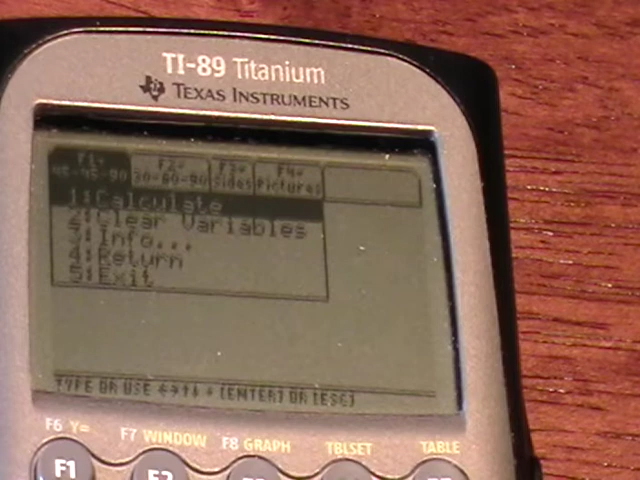 TI-89 Titanium
TEXAS INSTRUMENTS
F1 F2 F3 F4
45-45-90 30-60-90 Sides Pictures
1:Calculate
2:Clear Variables
3:Info...
4:Return
5:Exit
TYPE OR USE ←→↑↓ + [ENTER] OR [ESC]
F6 Y= F7 WINDOW F8 GRAPH TBLSET TABLE
F1 F2